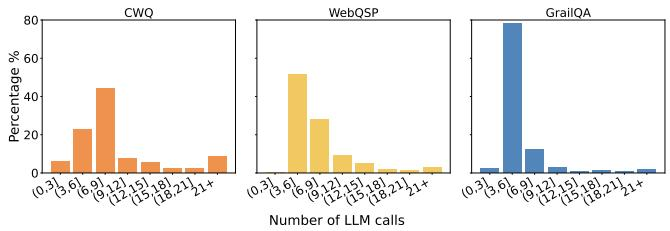 CWQ WebQSP GrailQA
Percentage %
80
60
40
20
0
(0,3] (3,6] (6,9] (9,12] (12,15] (15,18] (18,21] 21+
(0,3] (3,6] (6,9] (9,12] (12,15] (15,18] (18,21] 21+
(0,3] (3,6] (6,9] (9,12] (12,15] (15,18] (18,21] 21+
Number of LLM calls